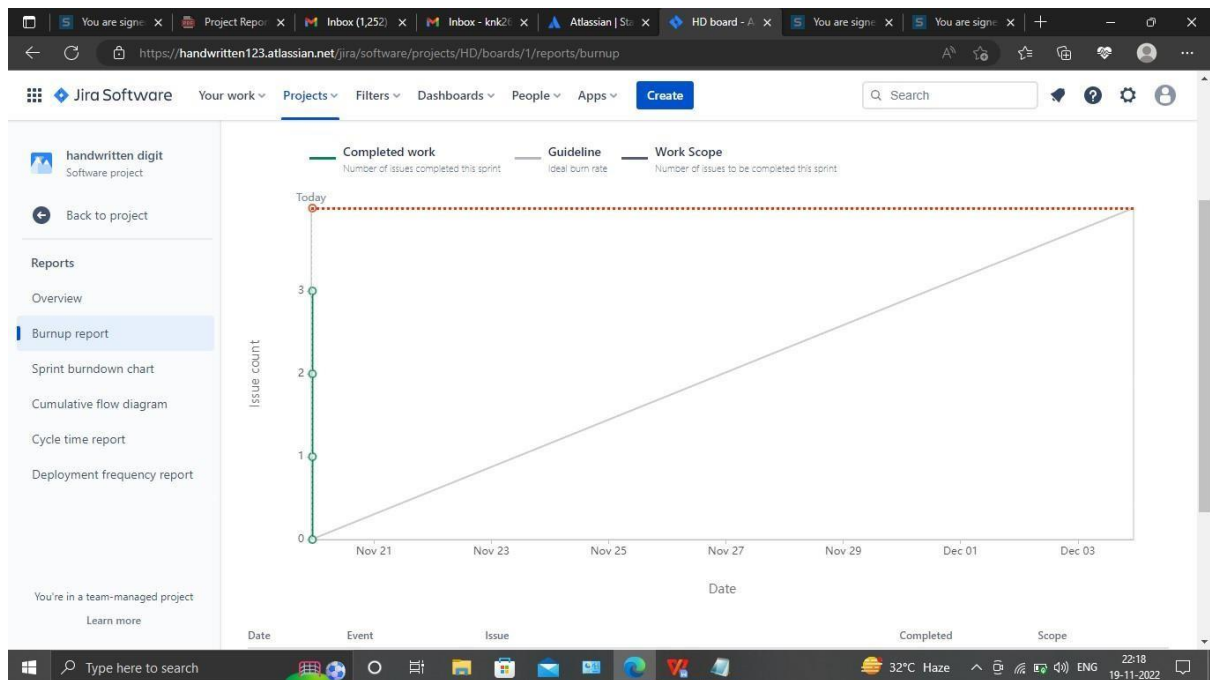 You are signe
Project Repor
Inbox (1,252)
Inbox - knk2
Atlassian | Sta
HD board - A
You are signe
You are signe
https://handwritten123.atlassian.net/jira/software/projects/HD/boards/1/reports/burnup
Jira Software
Your work
Projects
Filters
Dashboards
People
Apps
Create
Search
handwritten digit
Software project
Back to project
Reports
Overview
Burnup report
Sprint burndown chart
Cumulative flow diagram
Cycle time report
Deployment frequency report
You're in a team-managed project
Learn more
Completed work
Number of issues completed this sprint
Guideline
Ideal burn rate
Work Scope
Number of issues to be completed this sprint
Today
3
2
1
0
Issue count
Nov 21
Nov 23
Nov 25
Nov 27
Nov 29
Dec 01
Dec 03
Date
Date Event Issue Completed Scope
Type here to search
32°C Haze
ENG
22:18
19-11-2022